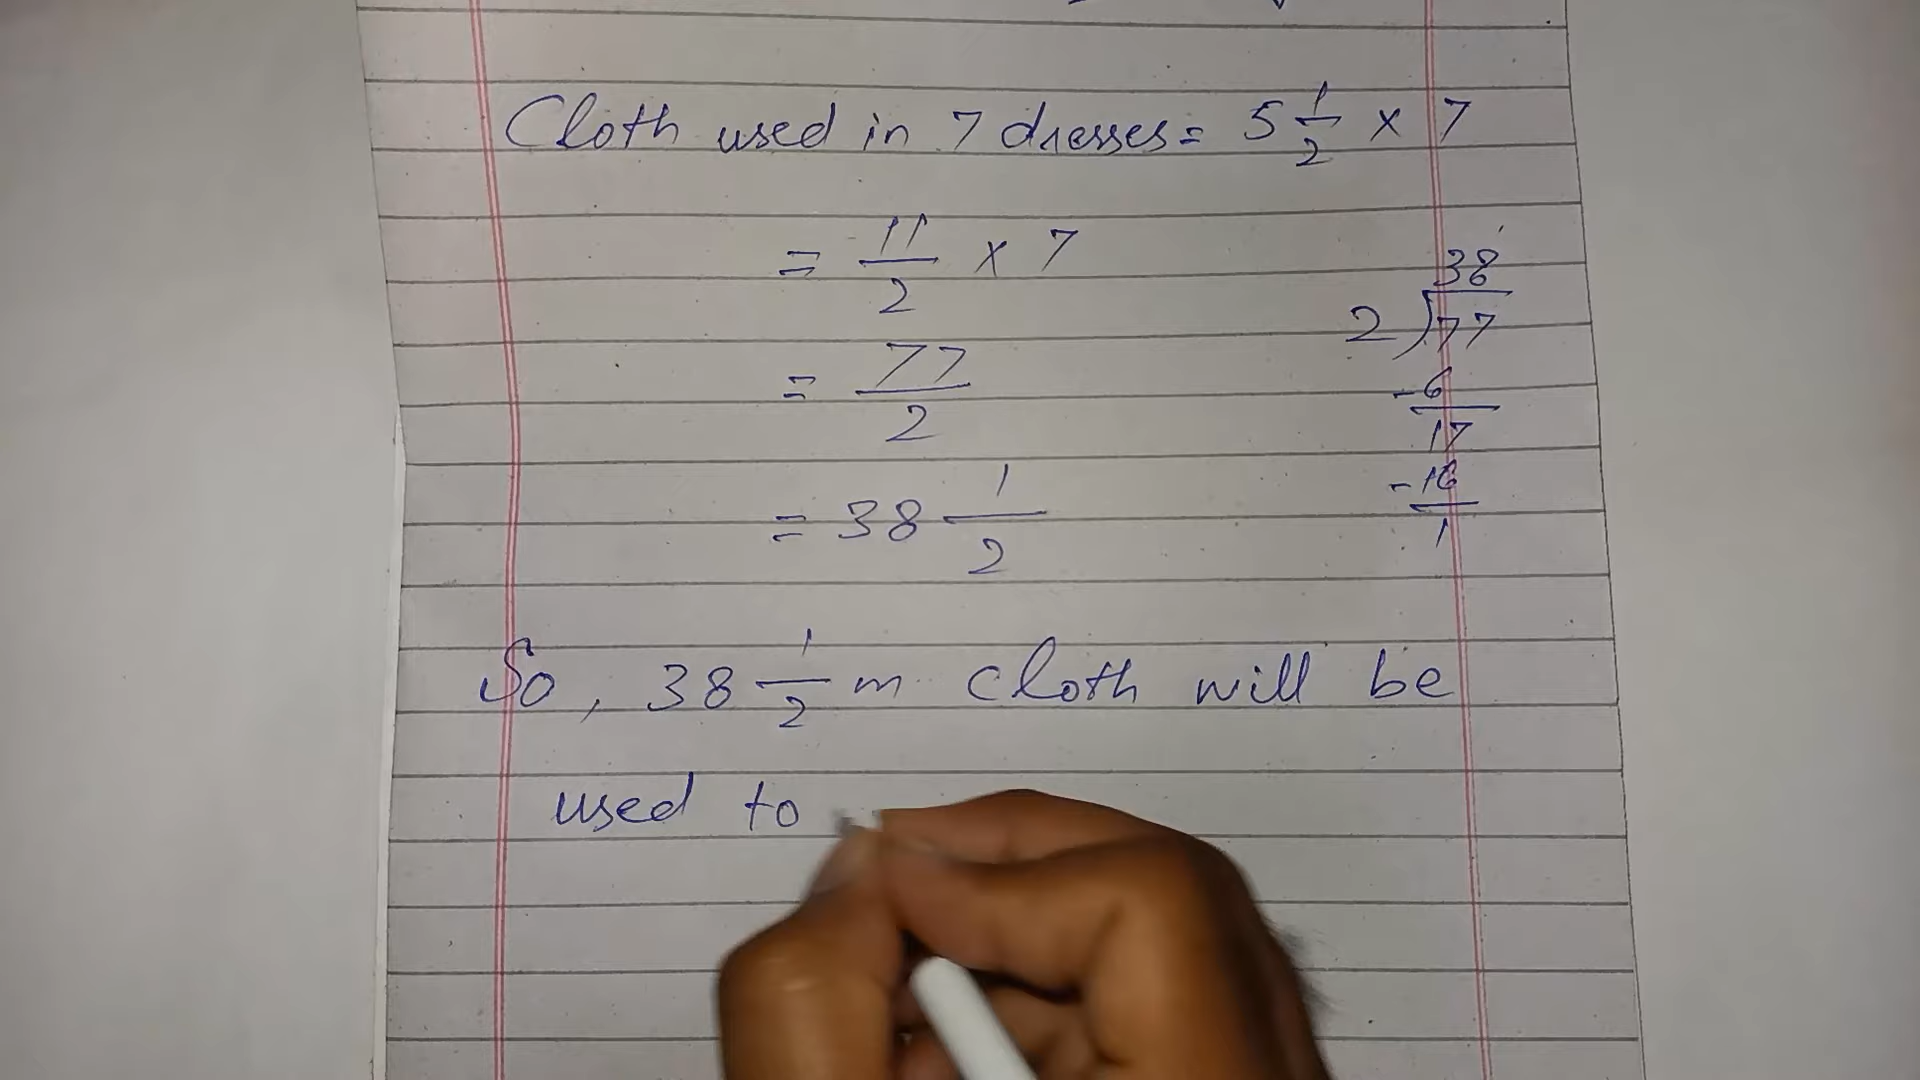 Cloth used in 7 dresses = 5 1/2 × 7
= 11/2 × 7
= 77/2
= 38 1/2
38
2 ) 77
- 6
17
- 16
1
So, 38 1/2 m cloth will be
used to